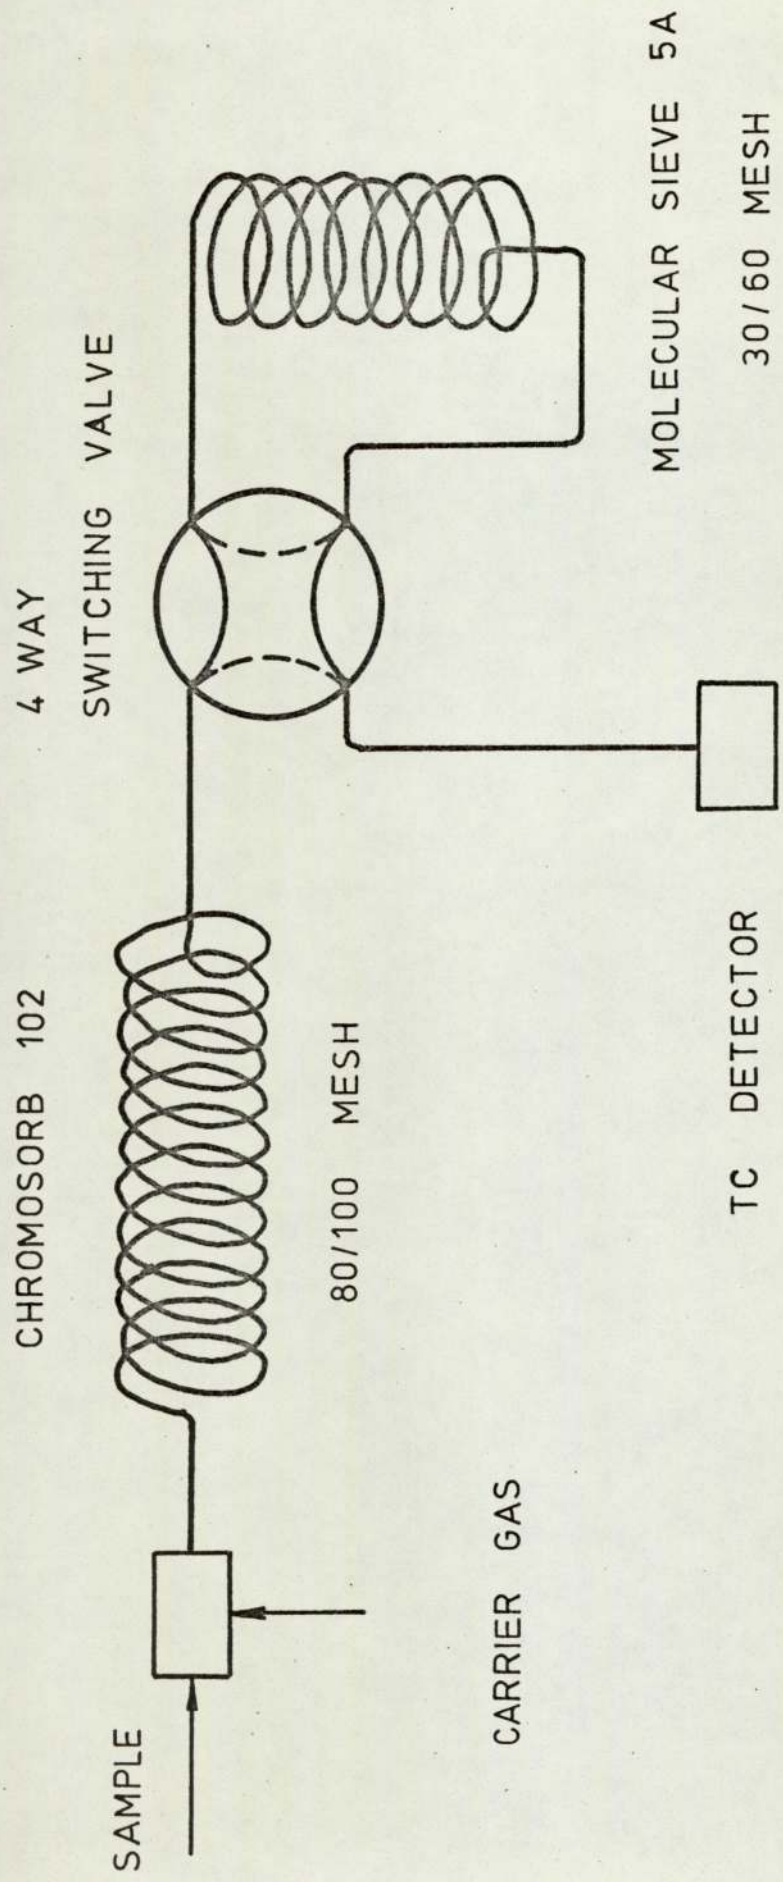 CHROMOSORB 102
4 WAY
SWITCHING VALVE
SAMPLE
80/100 MESH
CARRIER GAS
MOLECULAR SIEVE 5A
30/60 MESH
TC DETECTOR